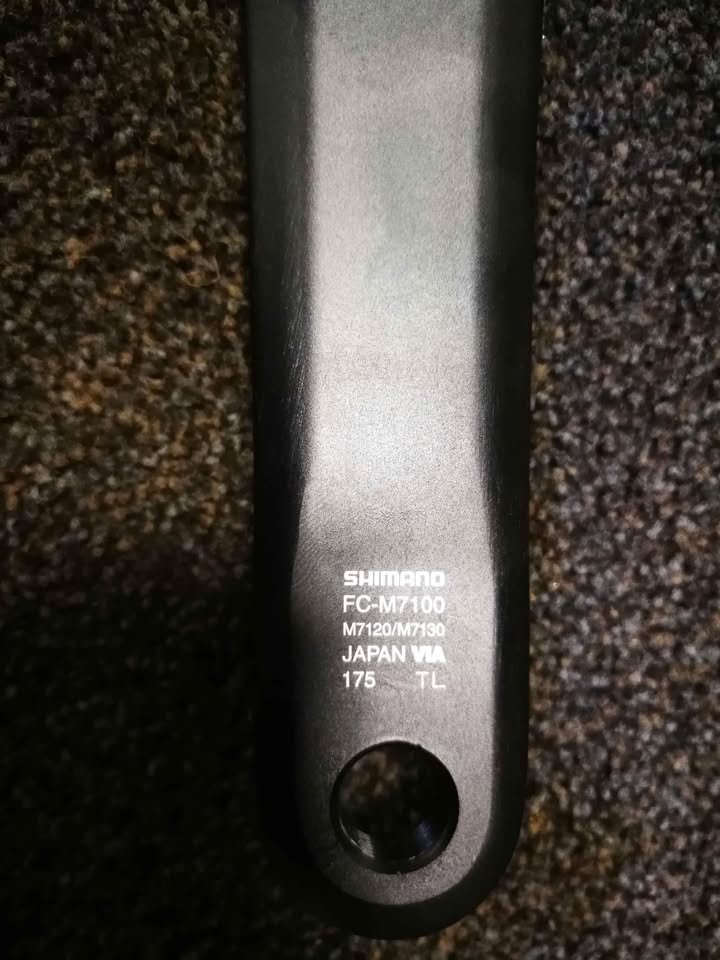 SHIMANO
FC-M7100
M7120/M7130
JAPAN VIA
175 TL